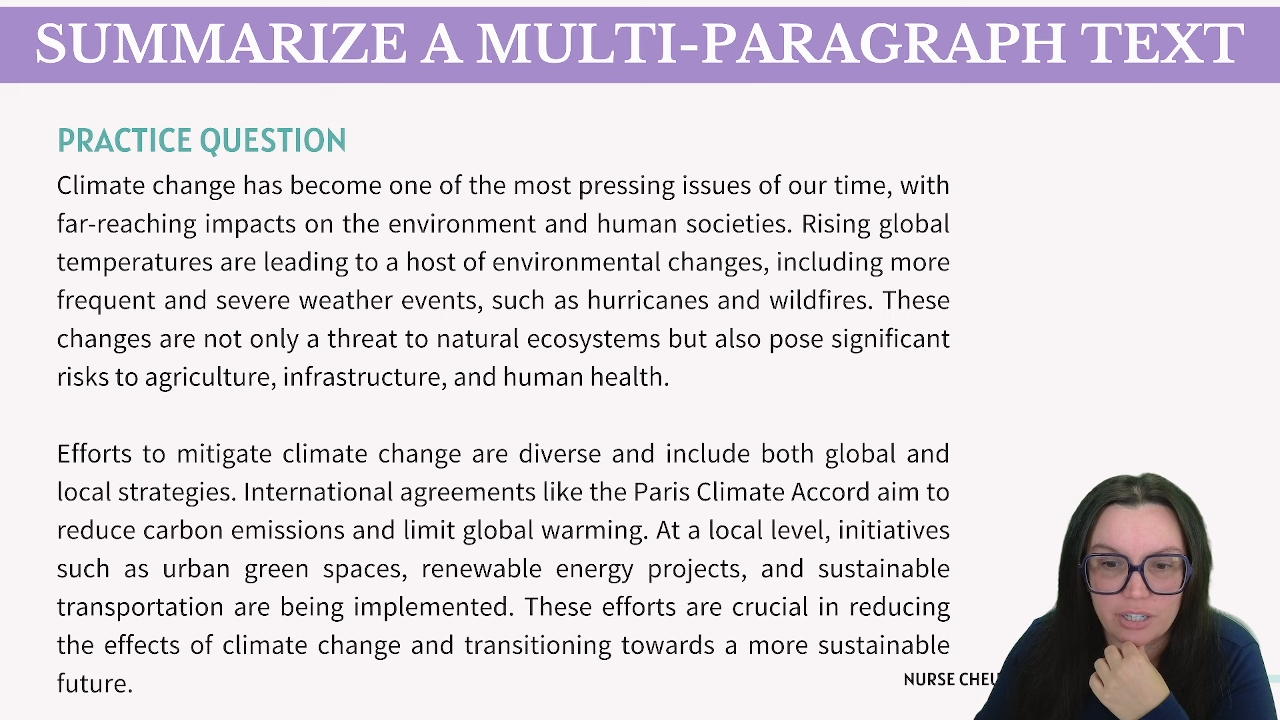 SUMMARIZE A MULTI-PARAGRAPH TEXT
PRACTICE QUESTION
Climate change has become one of the most pressing issues of our time, with
far-reaching impacts on the environment and human societies. Rising global
temperatures are leading to a host of environmental changes, including more
frequent and severe weather events, such as hurricanes and wildfires. These
changes are not only a threat to natural ecosystems but also pose significant
risks to agriculture, infrastructure, and human health.
Efforts to mitigate climate change are diverse and include both global and
local strategies. International agreements like the Paris Climate Accord aim to
reduce carbon emissions and limit global warming. At a local level, initiatives
such as urban green spaces, renewable energy projects, and sustainable
transportation are being implemented. These efforts are crucial in reducing
the effects of climate change and transitioning towards a more sustainable
future.
NURSE